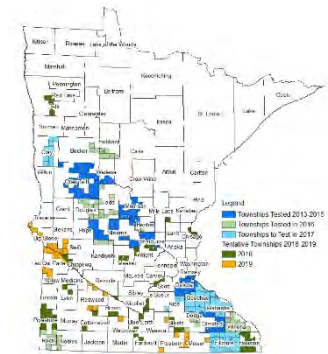 Kittson
Roseau
Lake of the Woods
Marshall
Koochiching
Pennington
Red Lake
Beltrami
Cook
Polk
Clearwater
Itasca
St. Louis
Lake
Norman
Mahnomen
Hubbard
Cass
Clay
Becker
Wadena
Aitkin
Carlton
Wilkin
Otter Tail
Pine
Todd
Grant
Douglas
Morrison
Mille Lacs
Kanabec
Traverse
Stevens
Pope
Stearns
Benton
Big Stone
Swift
Kandiyohi
Meeker
Wright
Chisago
Anoka
Lac Qui Parle
Chippewa
McLeod
Carver
Scott
Washington
Ramsey
Yellow Medicine
Renville
Sibley
Dakota
Lincoln
Lyon
Redwood
Nicollet
Le Sueur
Rice
Goodhue
Wabasha
Brown
Pipestone
Murray
Cottonwood
Watonwan
Blue Earth
Waseca
Steele
Dodge
Olmsted
Winona
Rock
Nobles
Jackson
Martin
Faribault
Freeborn
Mower
Fillmore
Houston
Legend
Townships Tested 2013-2015
Townships Tested in 2016
Townships to Test in 2017
Tentative Townships 2018-2019
2018
2019